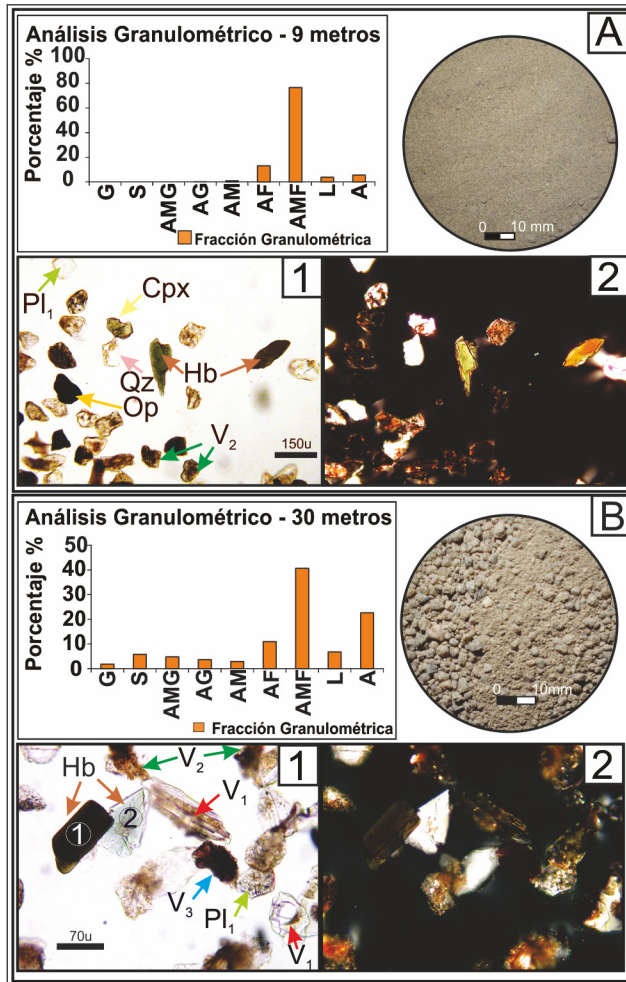 Análisis Granulométrico - 9 metros
A
Porcentaje %
100
80
60
40
20
0
G S AMG AG AM AF AMF L A
Fracción Granulométrica
0 10 mm
1
Pl1
Cpx
Qz
Hb
Op
V2
150u
2
Análisis Granulométrico - 30 metros
B
Porcentaje %
50
40
30
20
10
0
G S AMG AG AM AF AMF L A
Fracción Granulométrica
0 10mm
1
Hb
V2
V1
1
2
V3
Pl1
V1
70u
2